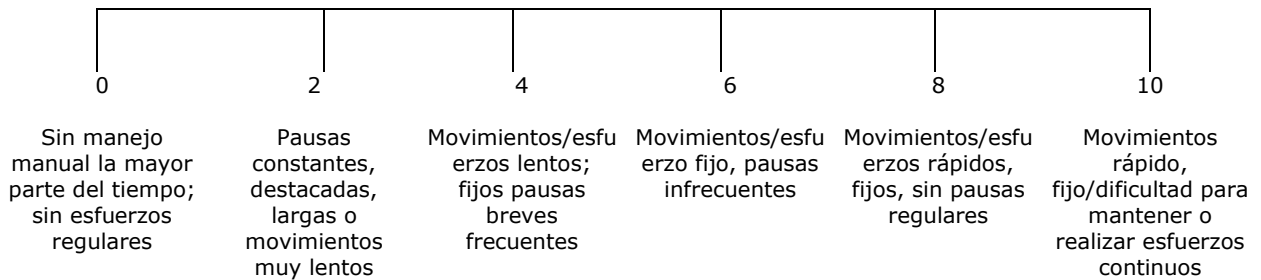 0
2
4
6
8
10
Sin manejo
manual la mayor
parte del tiempo;
sin esfuerzos
regulares
Pausas
constantes,
destacadas,
largas o
movimientos
muy lentos
Movimientos/esfu
erzos lentos;
fijos pausas
breves
frecuentes
Movimientos/esfu
erzo fijo, pausas
infrecuentes
Movimientos/esfu
erzos rápidos,
fijos, sin pausas
regulares
Movimientos
rápido,
fijo/dificultad para
mantener o
realizar esfuerzos
continuos